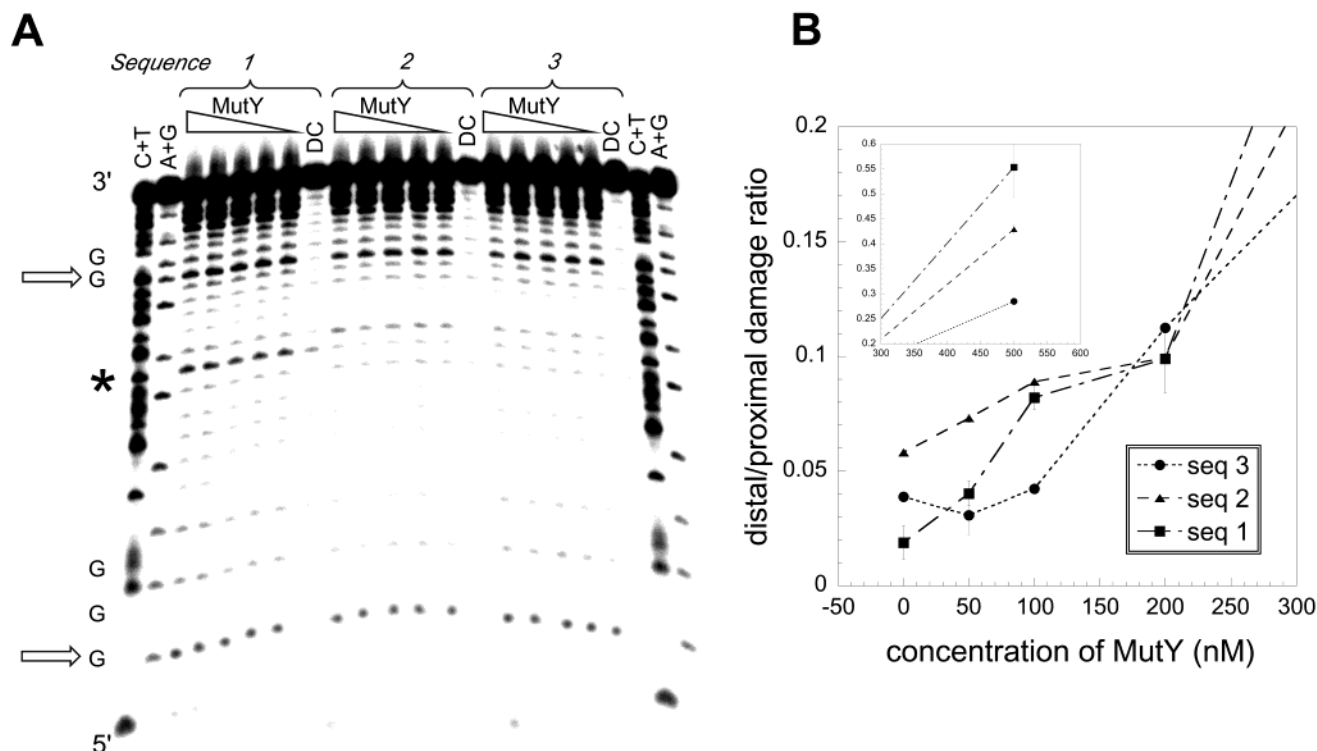 A
Sequence 1 2 3
MutY MutY MutY
C+T A+G DC DC DC C+T A+G
3'
G
G
*
G
G
G
5'
B
distal/proximal damage ratio
0.2
0.15
0.1
0.05
0
-50 0 50 100 150 200 300
concentration of MutY (nM)
0.6
0.55
0.5
0.45
0.4
0.35
0.3
0.25
0.2
300 350 400 450 500 550 600
seq 3
seq 2
seq 1